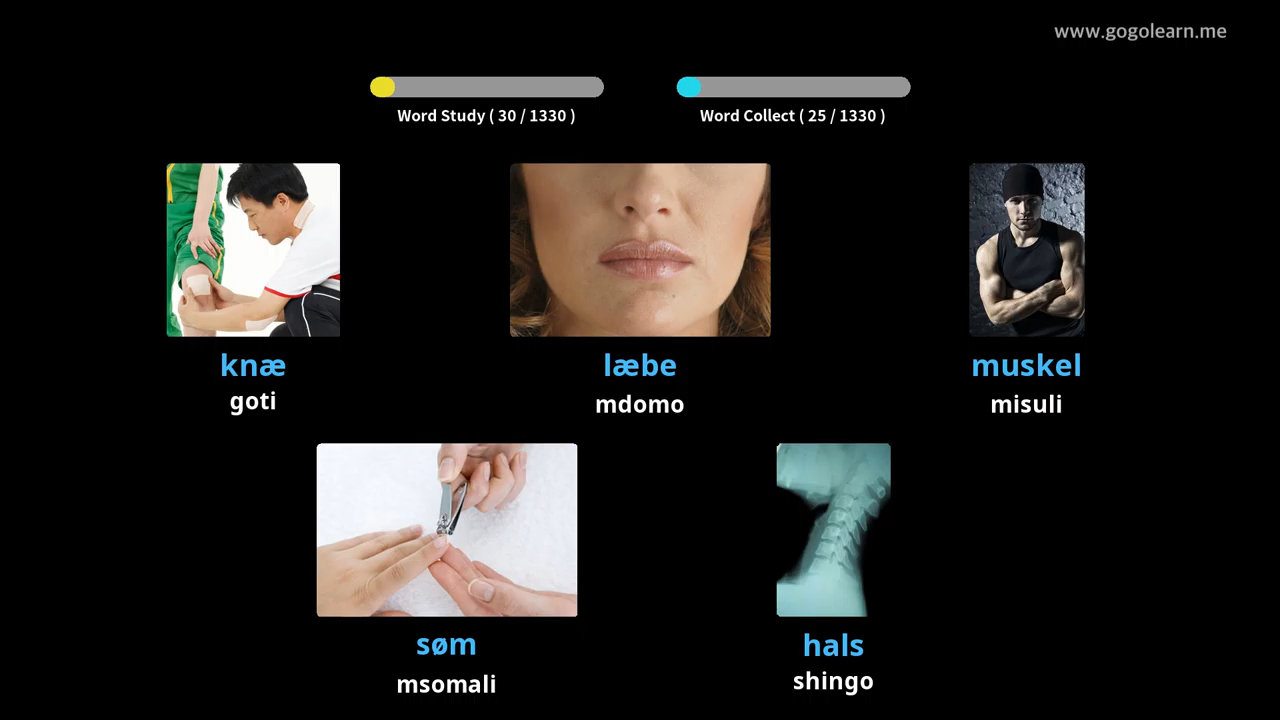 www.gogolearn.me
Word Study ( 30 / 1330 )
Word Collect ( 25 / 1330 )
knæ
goti
læbe
mdomo
muskel
misuli
søm
msomali
hals
shingo